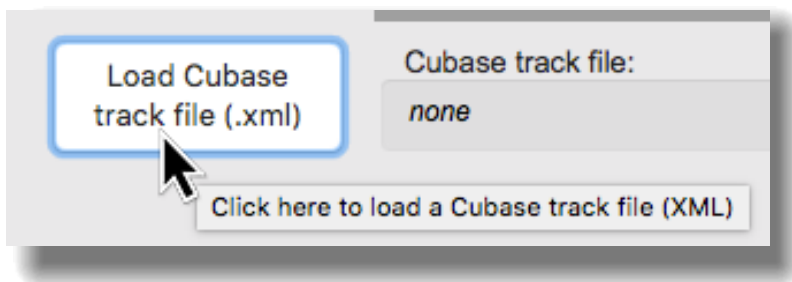 Load Cubase
track file (.xml)
Cubase track file:
none
Click here to load a Cubase track file (XML)